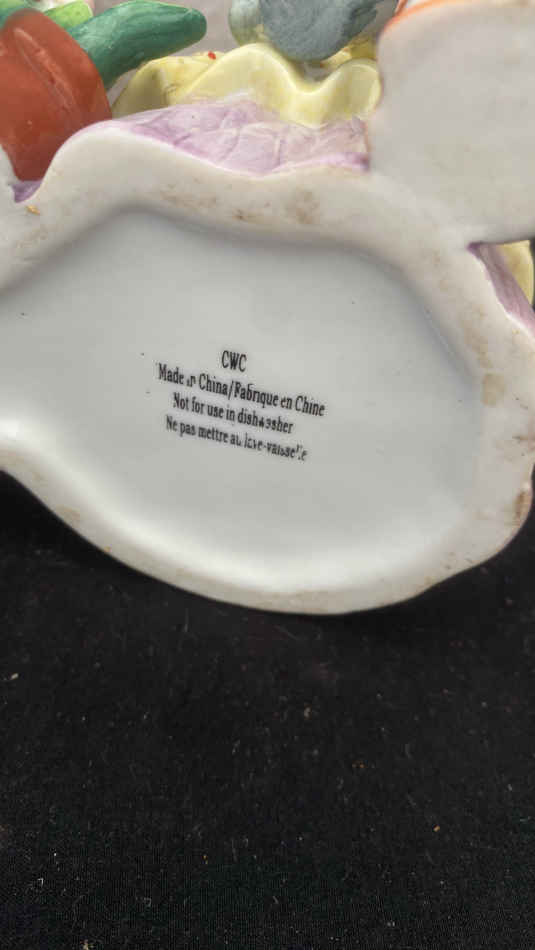 CWC
Made in China/Fabrique en Chine
Not for use in dishwasher
Ne pas mettre au lave-vaisselle